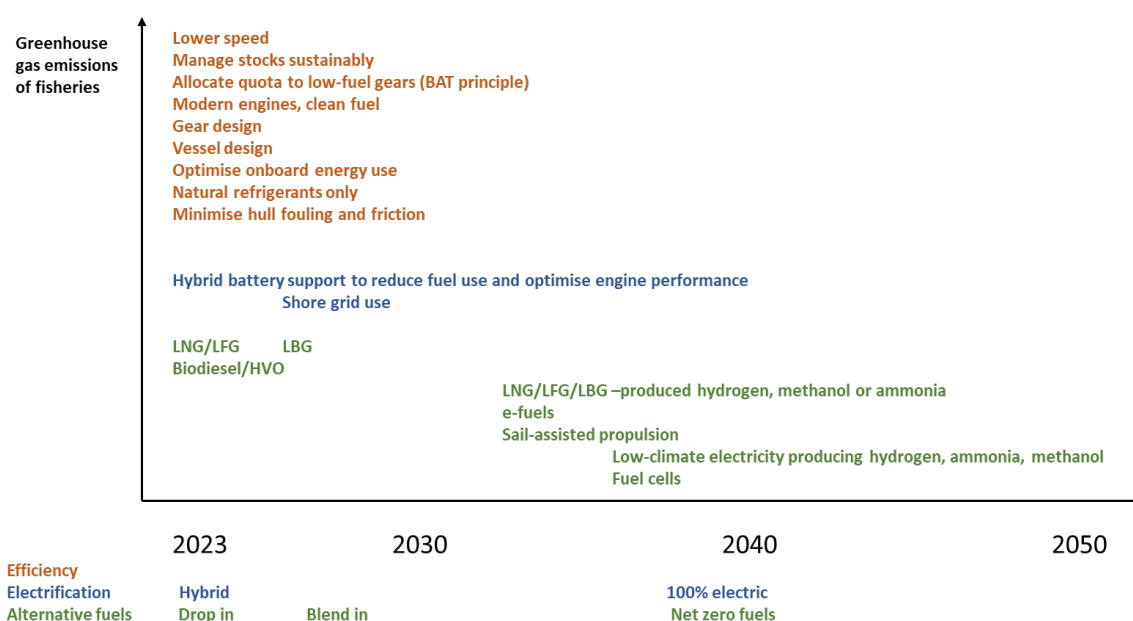 Greenhouse
gas emissions
of fisheries
Lower speed
Manage stocks sustainably
Allocate quota to low-fuel gears (BAT principle)
Modern engines, clean fuel
Gear design
Vessel design
Optimise onboard energy use
Natural refrigerants only
Minimise hull fouling and friction
Hybrid battery support to reduce fuel use and optimise engine performance
Shore grid use
LNG/LFG LBG
Biodiesel/HVO
LNG/LFG/LBG –produced hydrogen, methanol or ammonia
e-fuels
Sail-assisted propulsion
Low-climate electricity producing hydrogen, ammonia, methanol
Fuel cells
2023 2030 2040 2050
Efficiency
Electrification Hybrid 100% electric
Alternative fuels Drop in Blend in Net zero fuels